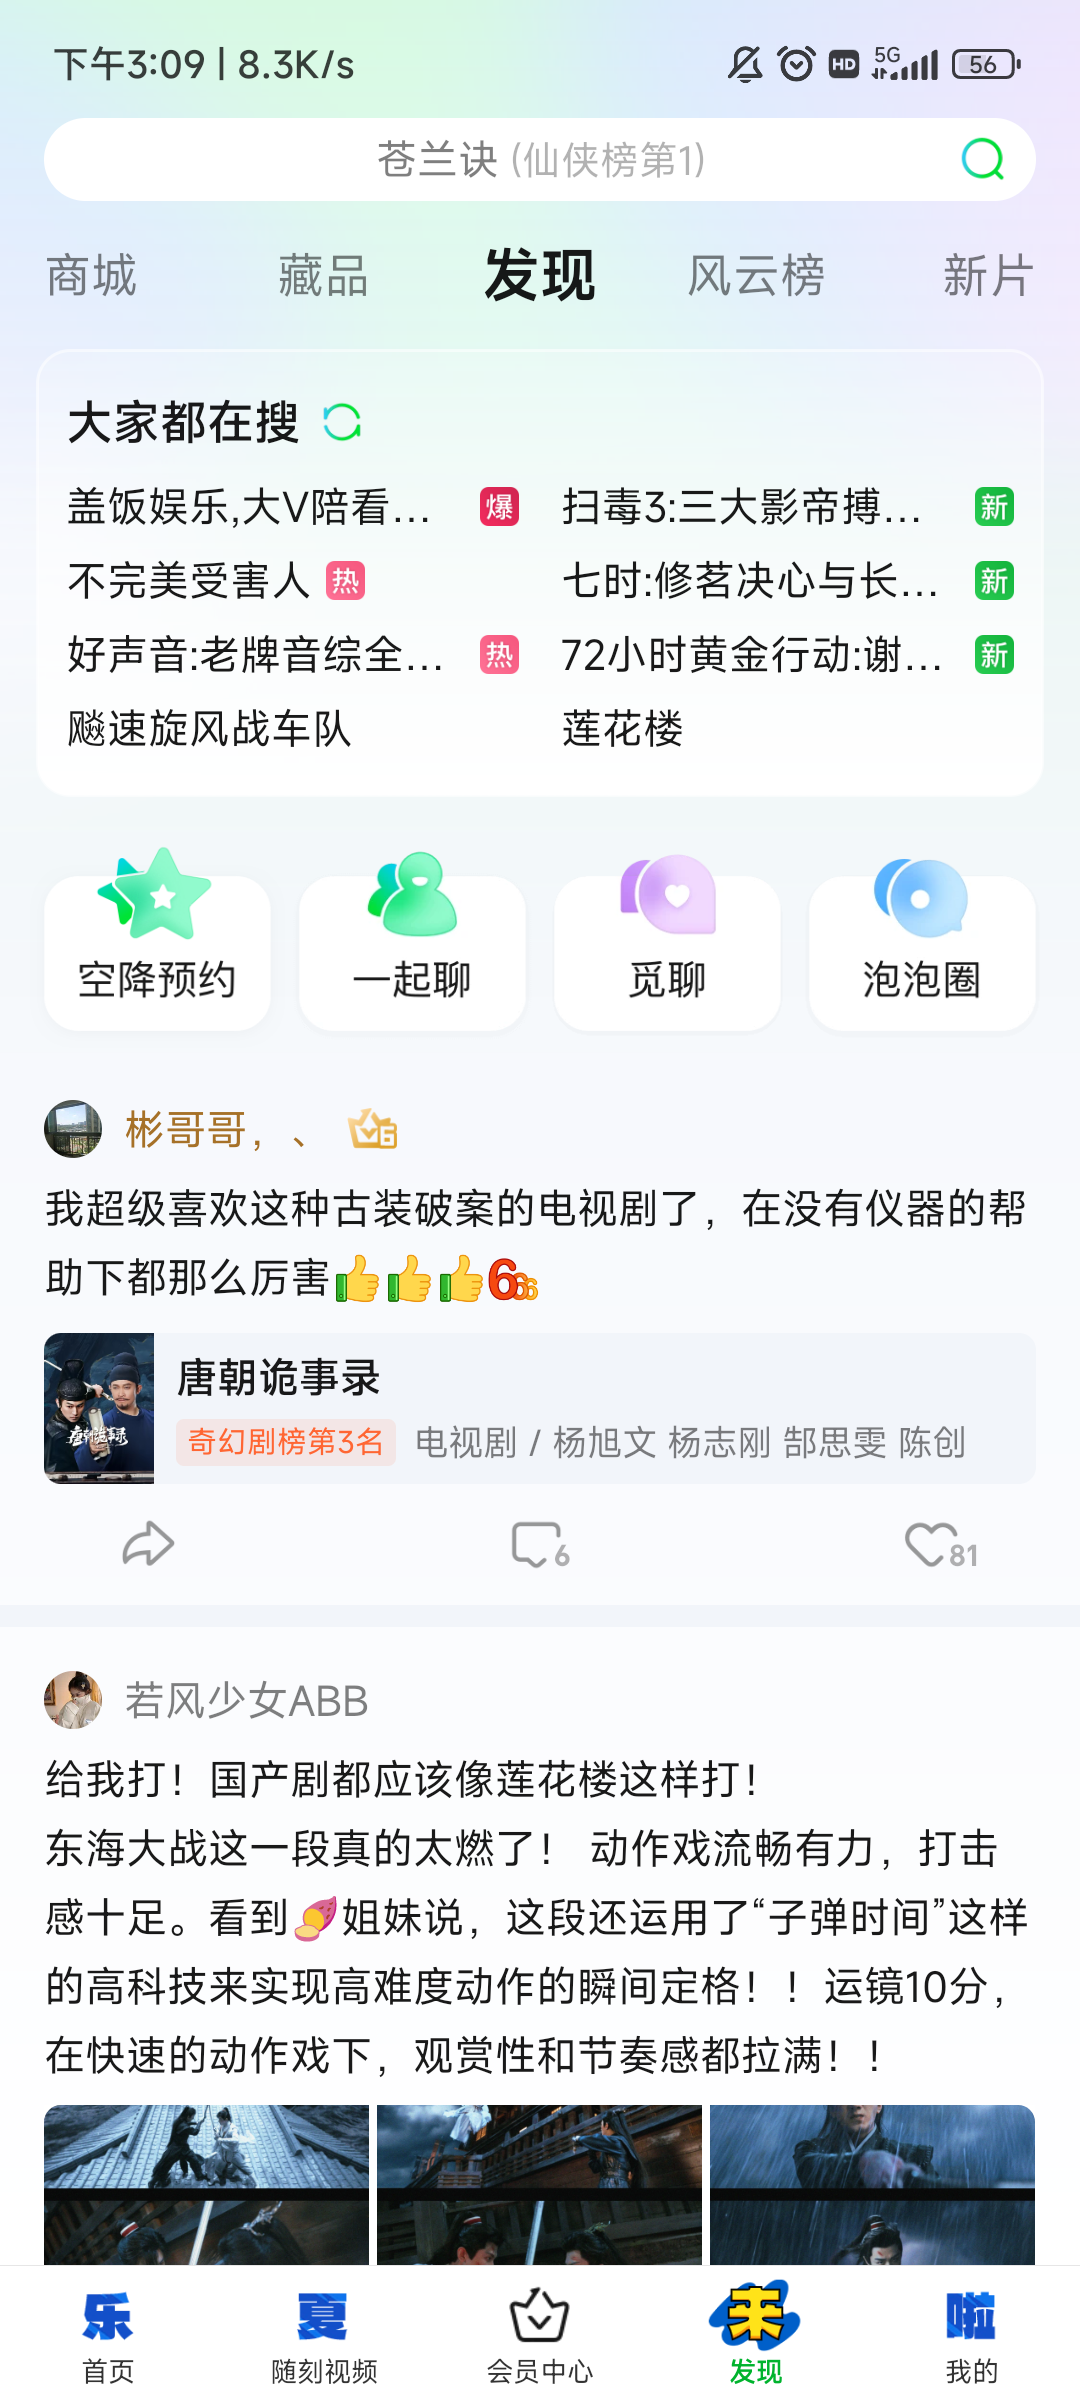 下午3:09 | 8.3K/s
HD
5G
56
苍兰诀 (仙侠榜第1)
商城 藏品 发现 风云榜 新片
大家都在搜
盖饭娱乐,大V陪看... 爆 扫毒3:三大影帝搏... 新
不完美受害人 热 七时:修茗决心与长... 新
好声音:老牌音综全... 热 72小时黄金行动:谢... 新
飚速旋风战车队 莲花楼
空降预约 一起聊 觅聊 泡泡圈
彬哥哥，、 V6
我超级喜欢这种古装破案的电视剧了，在没有仪器的帮
助下都那么厉害👍👍👍666
唐朝诡事录
唐朝诡事录
奇幻剧榜第3名 电视剧 / 杨旭文 杨志刚 郜思雯 陈创
6 81
若风少女ABB
给我打！国产剧都应该像莲花楼这样打！
东海大战这一段真的太燃了！ 动作戏流畅有力，打击
感十足。看到🍠姐妹说，这段还运用了“子弹时间”这样
的高科技来实现高难度动作的瞬间定格！！运镜10分，
在快速的动作戏下，观赏性和节奏感都拉满！！
乐 夏 来 啦
首页 随刻视频 会员中心 发现 我的